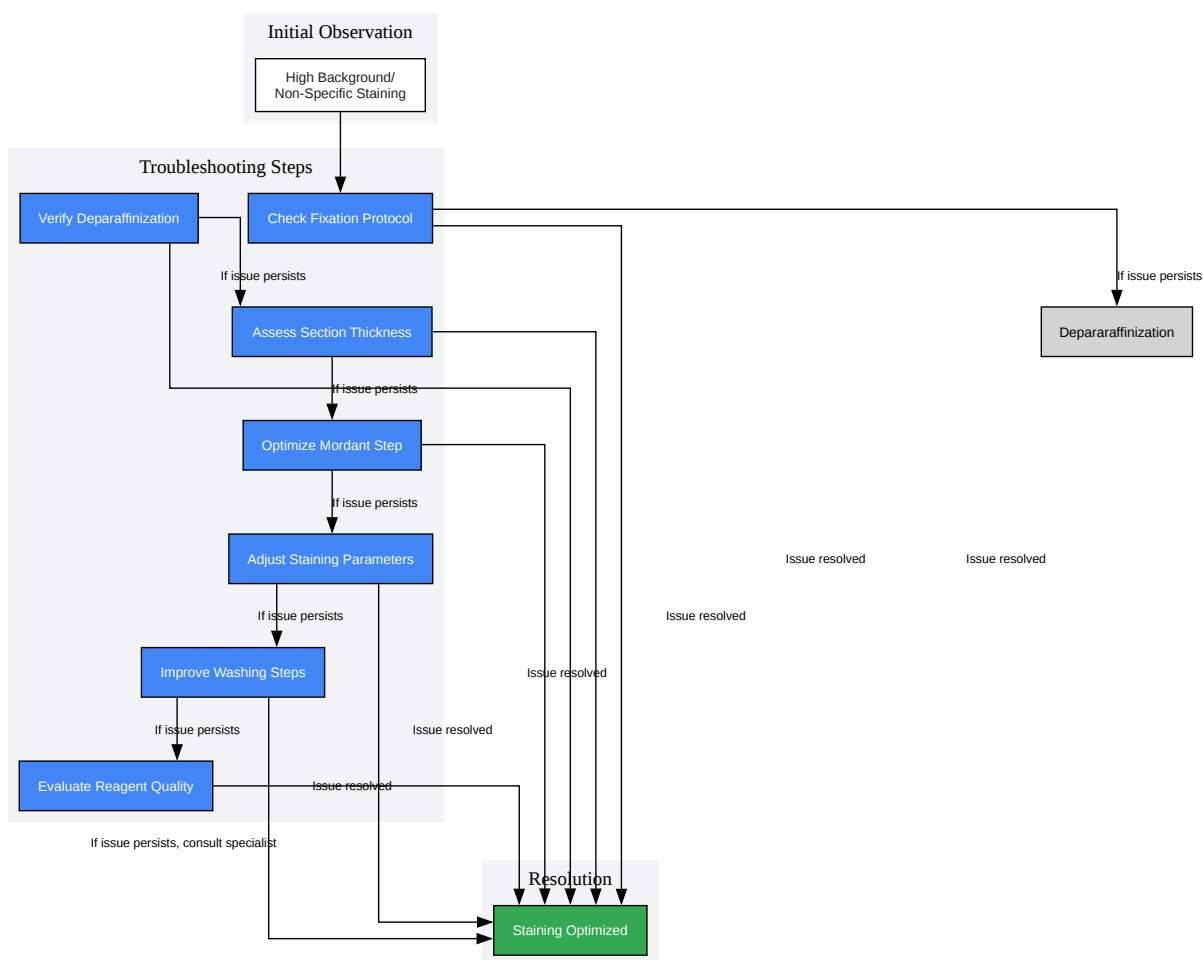 Initial Observation
High Background/
Non-Specific Staining
Troubleshooting Steps
Verify Deparaffinization
Check Fixation Protocol
If issue persists
If issue persists
Assess Section Thickness
Depararaffinization
If issue persists
Optimize Mordant Step
If issue persists
Adjust Staining Parameters
Issue resolved
Issue resolved
If issue persists
Issue resolved
Improve Washing Steps
Issue resolved
If issue persists
Issue resolved
Evaluate Reagent Quality
Issue resolved
If issue persists, consult specialist
Resolution
Staining Optimized